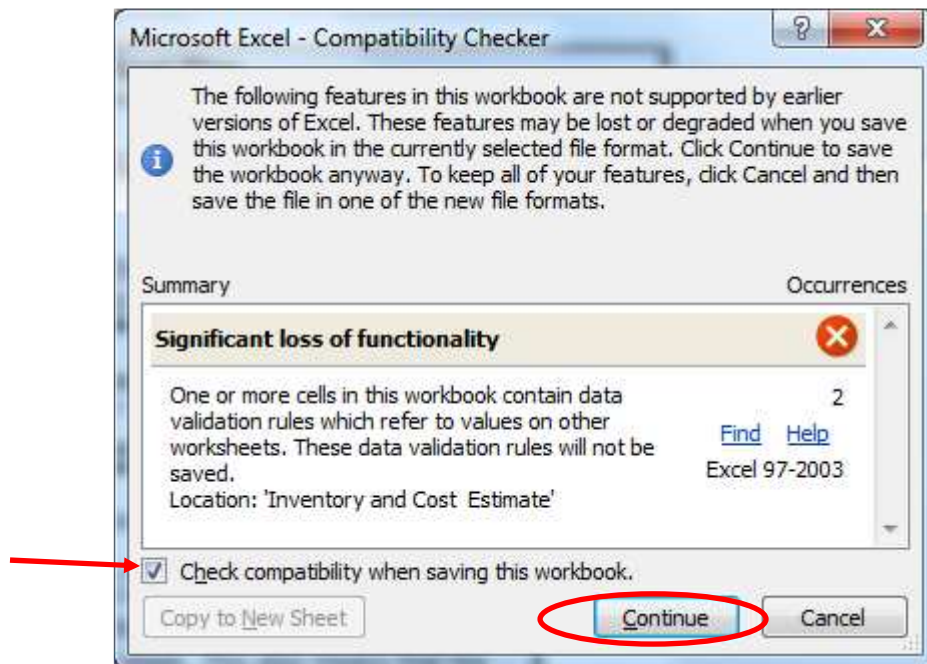 Microsoft Excel - Compatibility Checker
The following features in this workbook are not supported by earlier
versions of Excel. These features may be lost or degraded when you save
this workbook in the currently selected file format. Click Continue to save
the workbook anyway. To keep all of your features, click Cancel and then
save the file in one of the new file formats.
Summary Occurrences
Significant loss of functionality
One or more cells in this workbook contain data 2
validation rules which refer to values on other
worksheets. These data validation rules will not be Find Help
saved. Excel 97-2003
Location: 'Inventory and Cost Estimate'
Check compatibility when saving this workbook.
Copy to New Sheet Continue Cancel